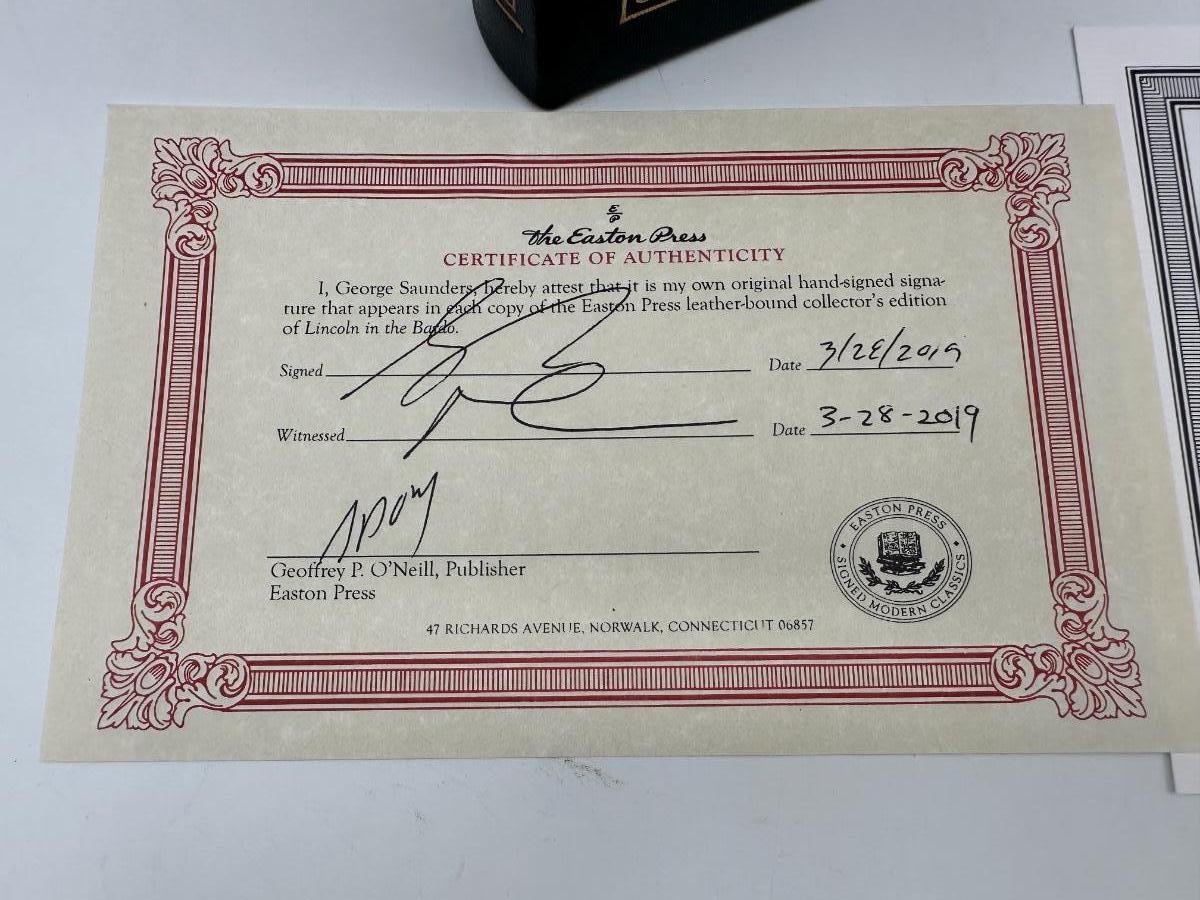 E/P
the Easton Press
CERTIFICATE OF AUTHENTICITY
I, George Saunders, hereby attest that it is my own original hand-signed signa-
ture that appears in each copy of the Easton Press leather-bound collector's edition
of Lincoln in the Bardo.
Signed
Date 3/28/2019
Witnessed
Date 3-28-2019
Geoffrey P. O'Neill, Publisher
Easton Press
EASTON PRESS
SIGNED MODERN CLASSICS
47 RICHARDS AVENUE, NORWALK, CONNECTICUT 06857